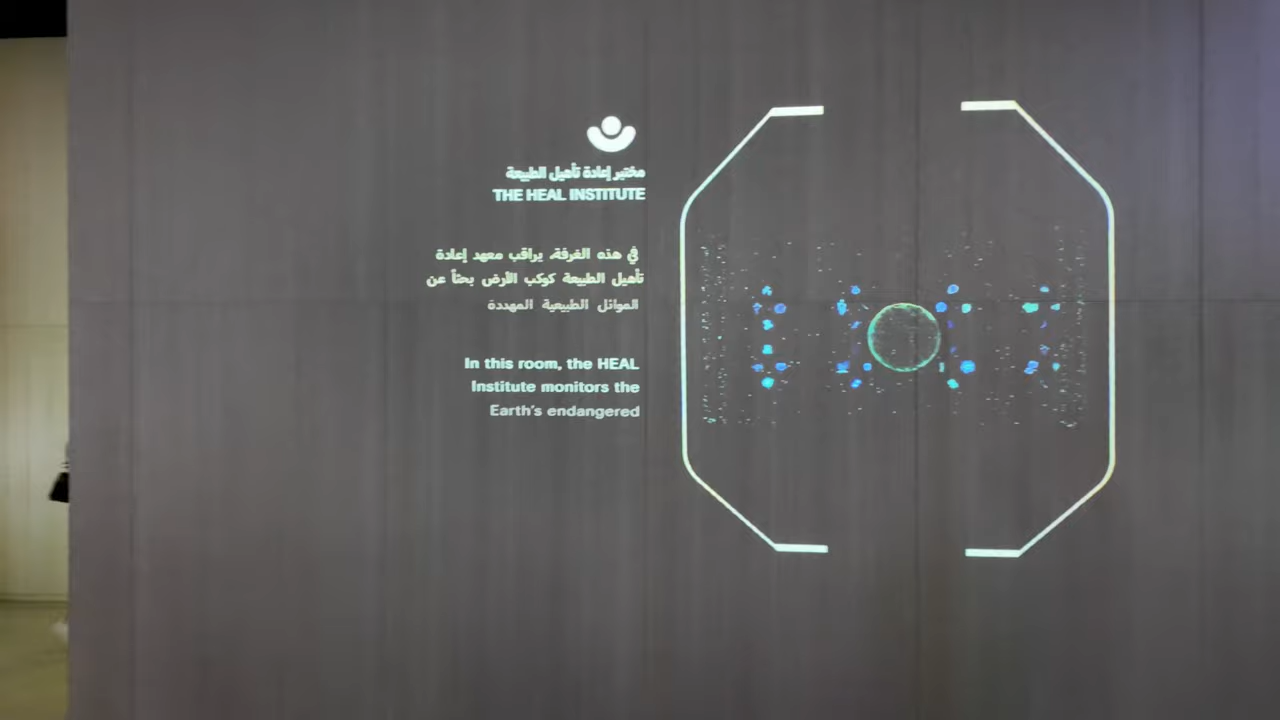 مختبر إعادة تأهيل الطبيعة
THE HEAL INSTITUTE
في هذه الغرفة، يراقب معهد إعادة
تأهيل الطبيعة كوكب الأرض بحثاً عن
الموائل الطبيعية المهددة
In this room, the HEAL
Institute monitors the
Earth's endangered